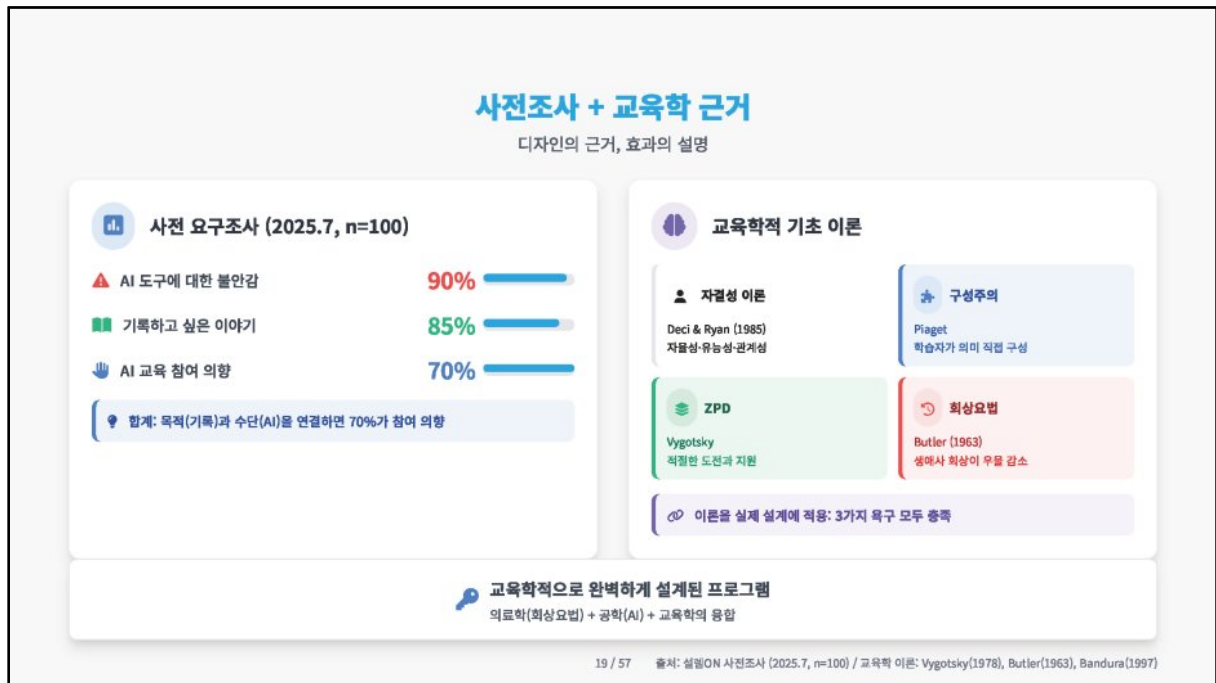 사전조사 + 교육학 근거
디자인의 근거, 효과의 설명
사전 요구조사 (2025.7, n=100)
AI 도구에 대한 불안감 90%
기록하고 싶은 이야기 85%
AI 교육 참여 의향 70%
합계: 목적(기록)과 수단(AI)을 연결하면 70%가 참여 의향
교육학적 기초 이론
자결성 이론
Deci & Ryan (1985)
자율성·유능성·관계성
구성주의
Piaget
학습자가 의미 직접 구성
ZPD
Vygotsky
적절한 도전과 지원
회상요법
Butler (1963)
생애사 회상이 우울 감소
이론을 실제 설계에 적용: 3가지 욕구 모두 충족
교육학적으로 완벽하게 설계된 프로그램
의료학(회상요법) + 공학(AI) + 교육학의 융합
19 / 57 출처: 설렘ON 사전조사 (2025.7, n=100) / 교육학 이론: Vygotsky(1978), Butler(1963), Bandura(1997)